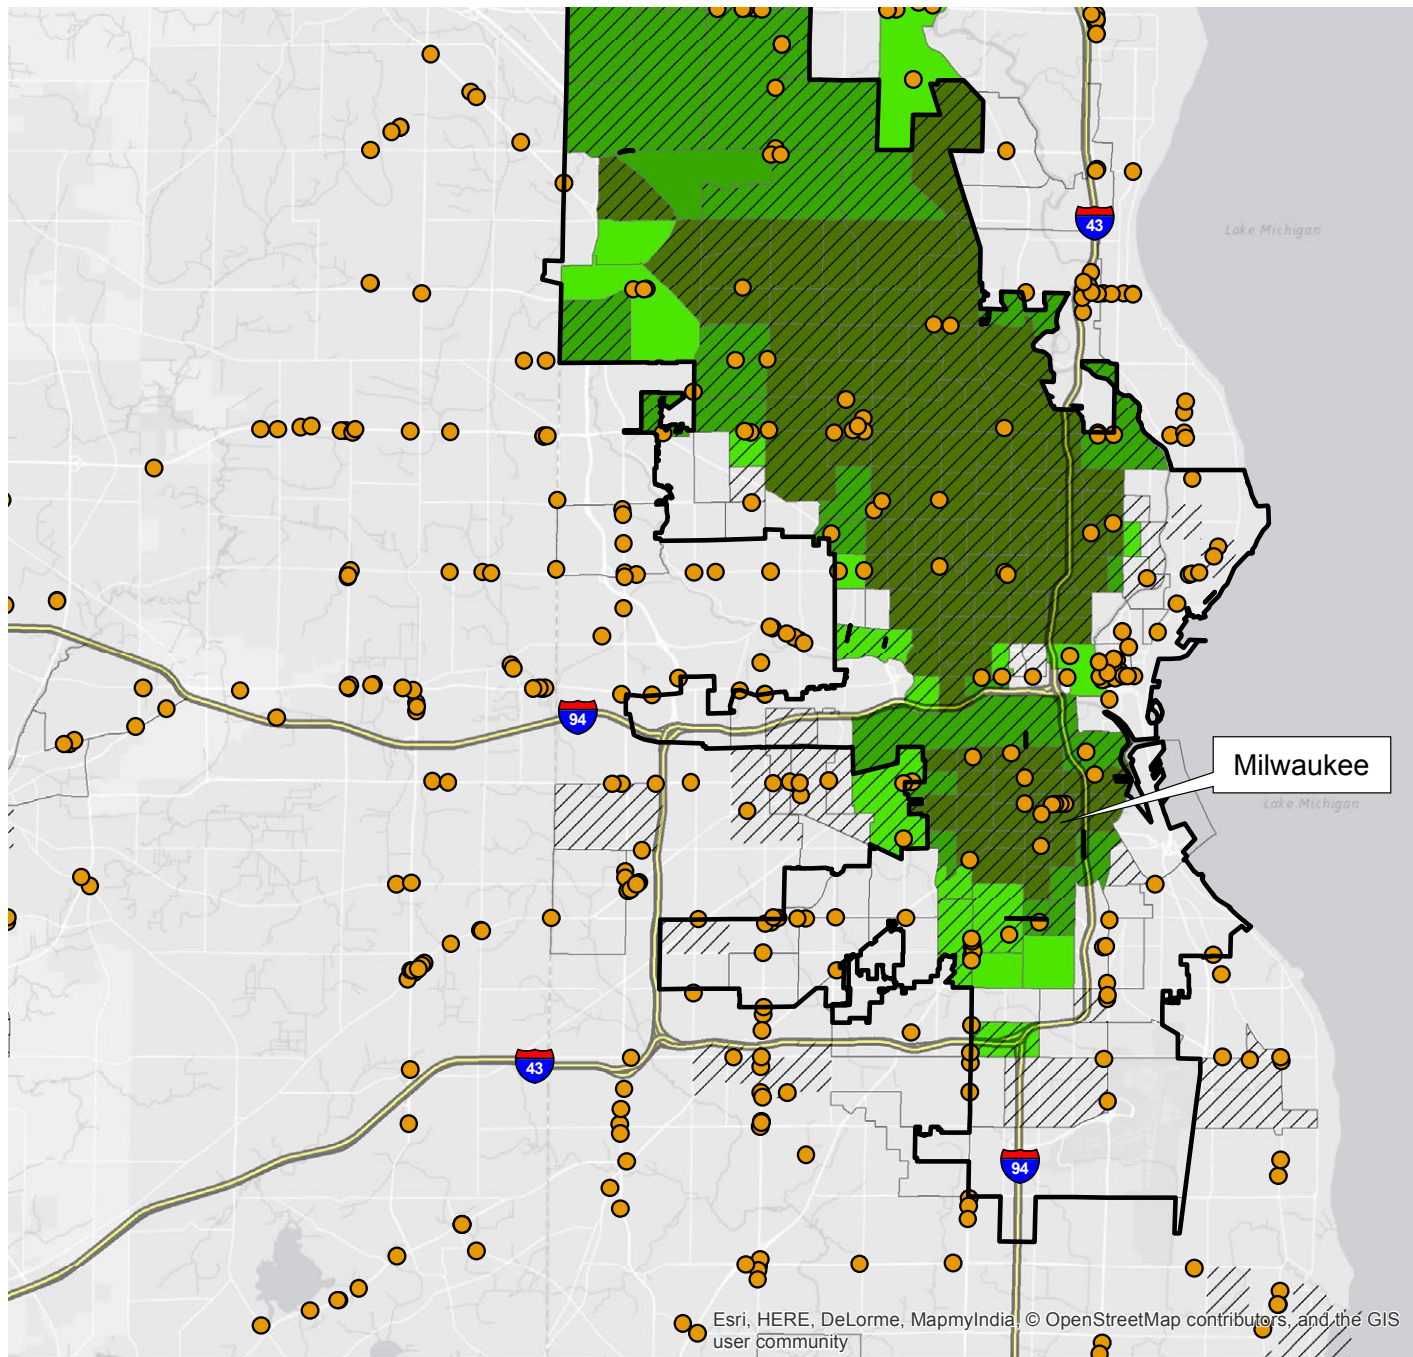 43
Lake Michigan
94
Milwaukee
Lake Michigan
43
94
Esri, HERE, DeLorme, MapmyIndia, © OpenStreetMap contributors, and the GIS
user community